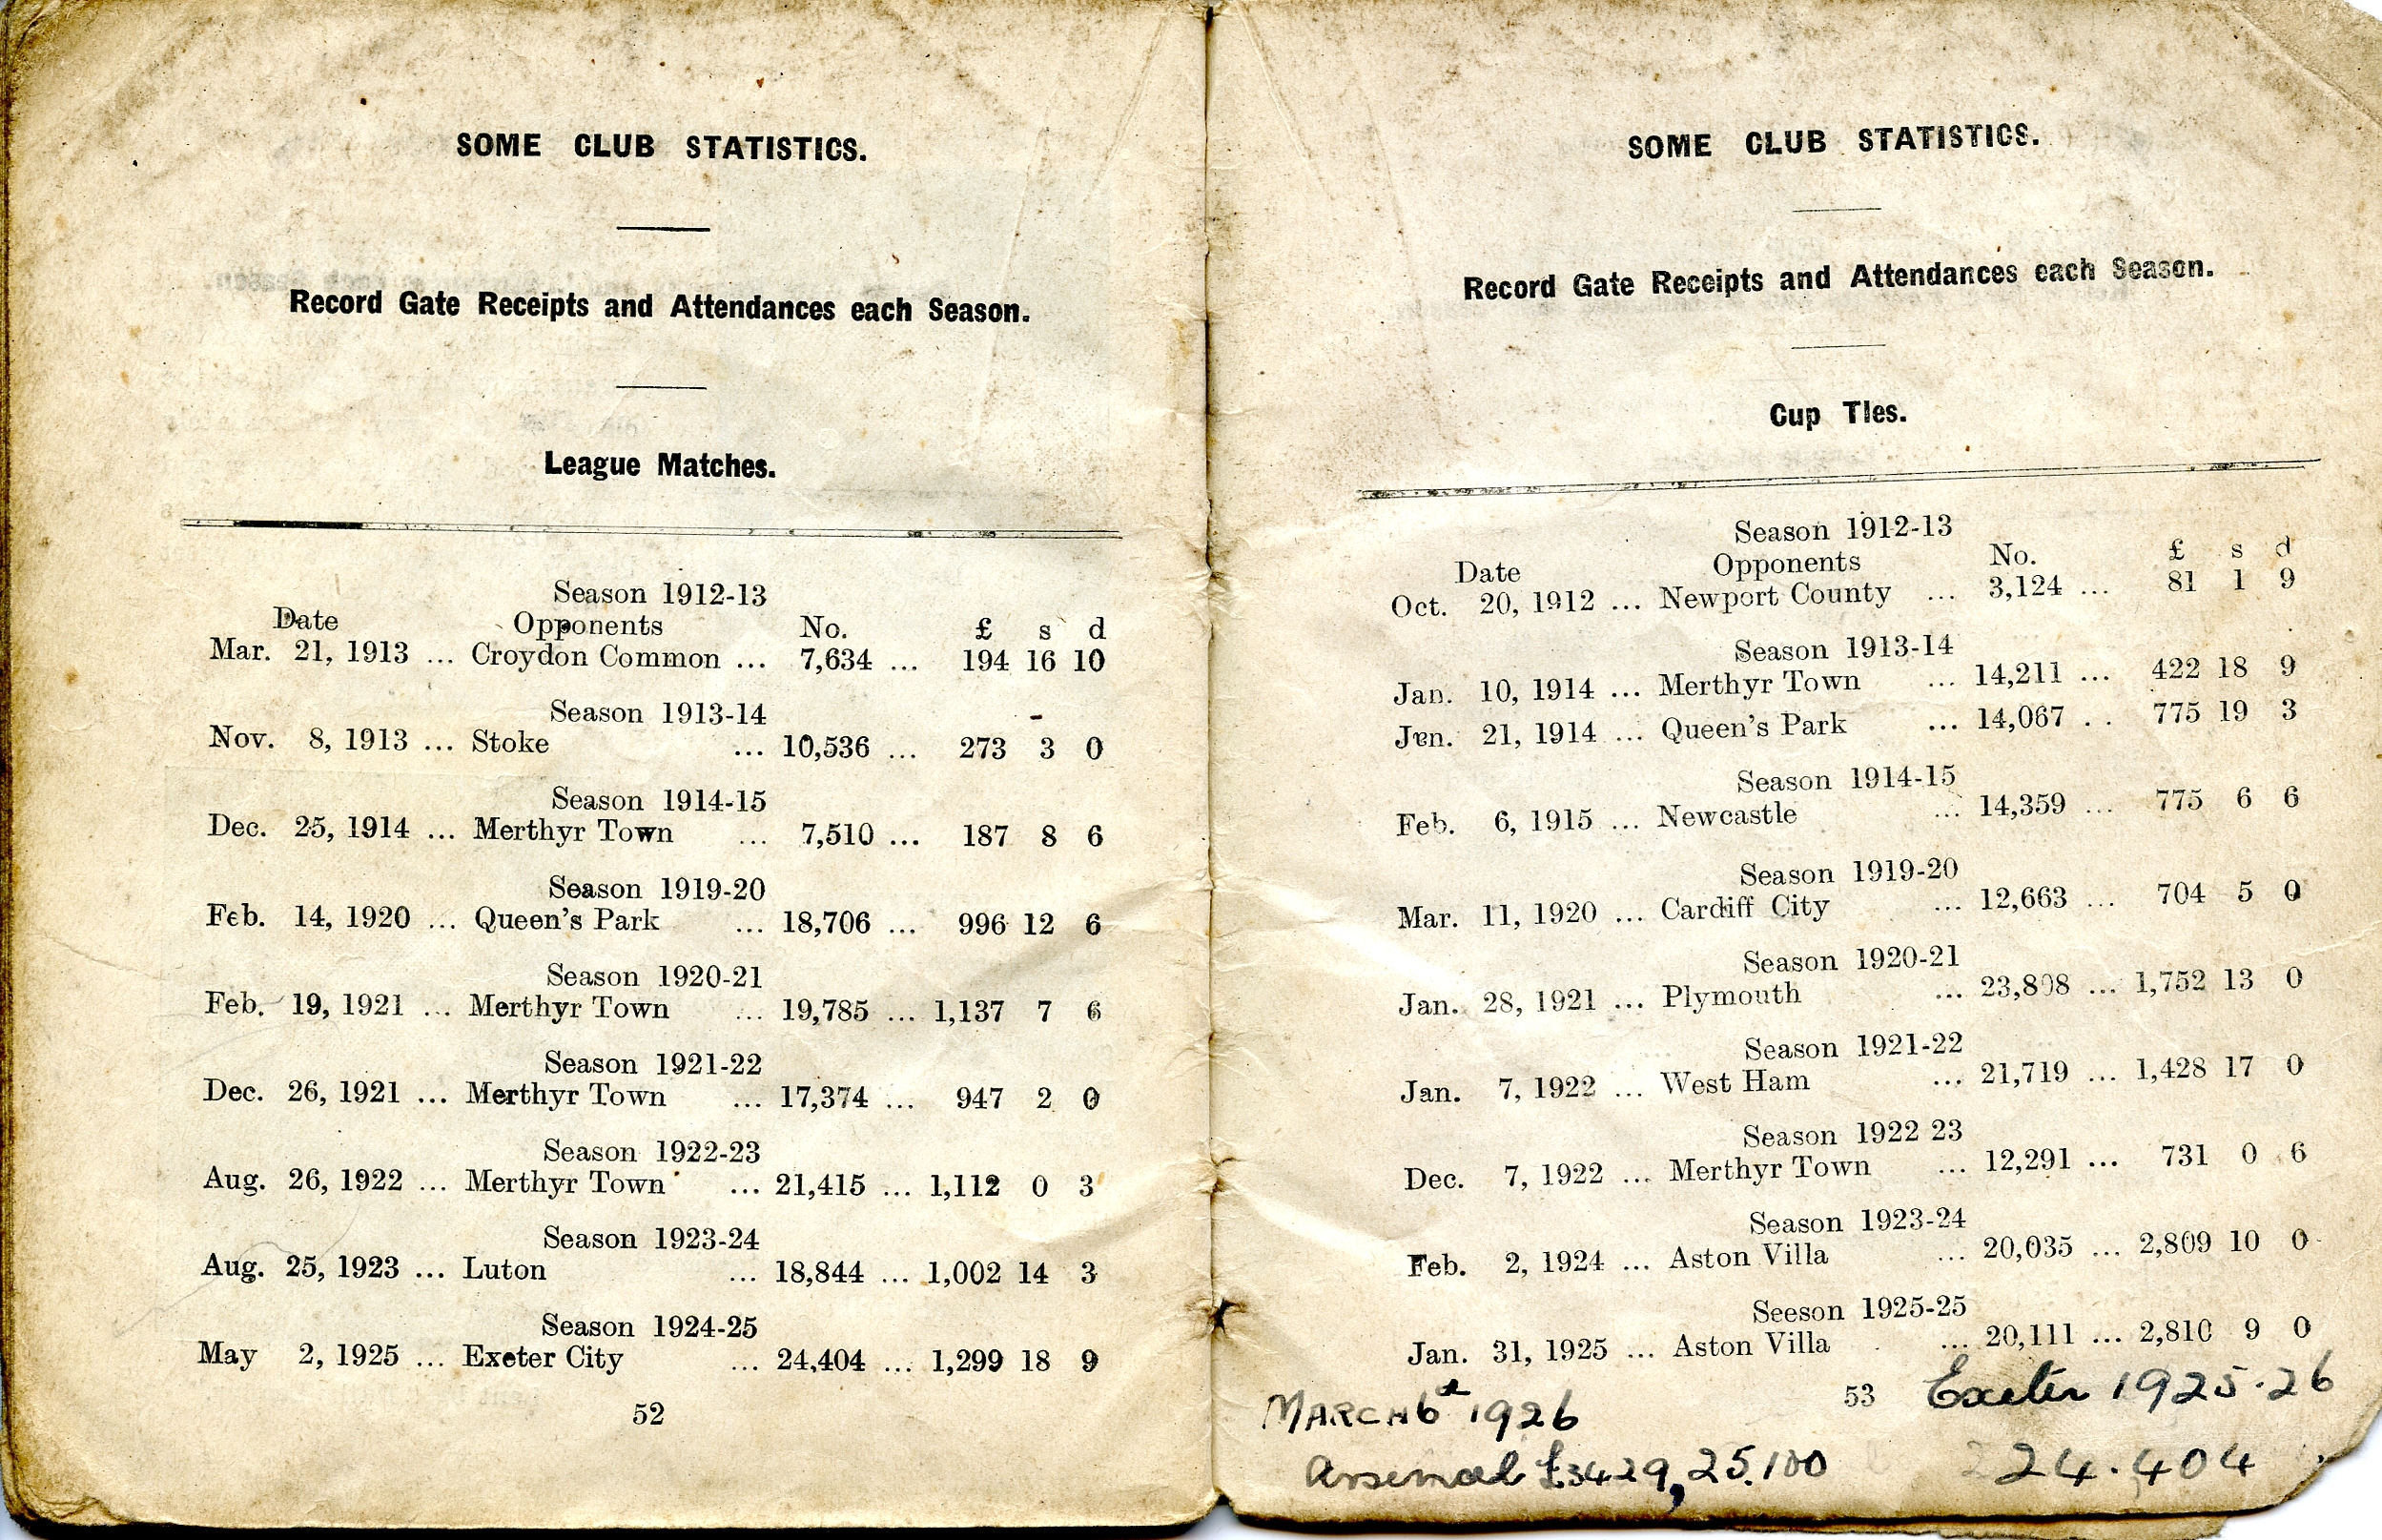 SOME CLUB STATISTICS.
Record Gate Receipts and Attendances each Season.
League Matches.
Season 1912-13
Date Opponents No. £ s d
Mar. 21, 1913 ... Croydon Common ... 7,634 ... 194 16 10
Season 1913-14
Nov. 8, 1913 ... Stoke ... 10,536 ... 273 3 0
Season 1914-15
Dec. 25, 1914 ... Merthyr Town ... 7,510 ... 187 8 6
Season 1919-20
Feb. 14, 1920 ... Queen's Park ... 18,706 ... 996 12 6
Season 1920-21
Feb. 19, 1921 ... Merthyr Town ... 19,785 ... 1,137 7 6
Season 1921-22
Dec. 26, 1921 ... Merthyr Town ... 17,374 ... 947 2 0
Season 1922-23
Aug. 26, 1922 ... Merthyr Town ... 21,415 ... 1,112 0 3
Season 1923-24
Aug. 25, 1923 ... Luton ... 18,844 ... 1,002 14 3
Season 1924-25
May 2, 1925 ... Exeter City ... 24,404 ... 1,299 18 9
52
SOME CLUB STATISTICS.
Record Gate Receipts and Attendances each Season.
Cup Ties.
Season 1912-13
Date Opponents No. £ s d
Oct. 20, 1912 ... Newport County ... 3,124 ... 81 1 9
Season 1913-14
Jan. 10, 1914 ... Merthyr Town ... 14,211 ... 422 18 9
Jan. 21, 1914 ... Queen's Park ... 14,067 . . 775 19 3
Season 1914-15
Feb. 6, 1915 ... Newcastle ... 14,359 ... 775 6 6
Season 1919-20
Mar. 11, 1920 ... Cardiff City ... 12,663 ... 704 5 0
Season 1920-21
Jan. 28, 1921 ... Plymouth ... 23,808 ... 1,752 13 0
Season 1921-22
Jan. 7, 1922 ... West Ham ... 21,719 ... 1,428 17 0
Season 1922 23
Dec. 7, 1922 ... Merthyr Town ... 12,291 ... 731 0 6
Season 1923-24
Feb. 2, 1924 ... Aston Villa ... 20,035 ... 2,809 10 0
Seeson 1925-25
Jan. 31, 1925 ... Aston Villa ... 20,111 ... 2,810 9 0
53
Exeter 1925.26
24.404
MARCH 6 1926
Arsenal £3429, 25.100